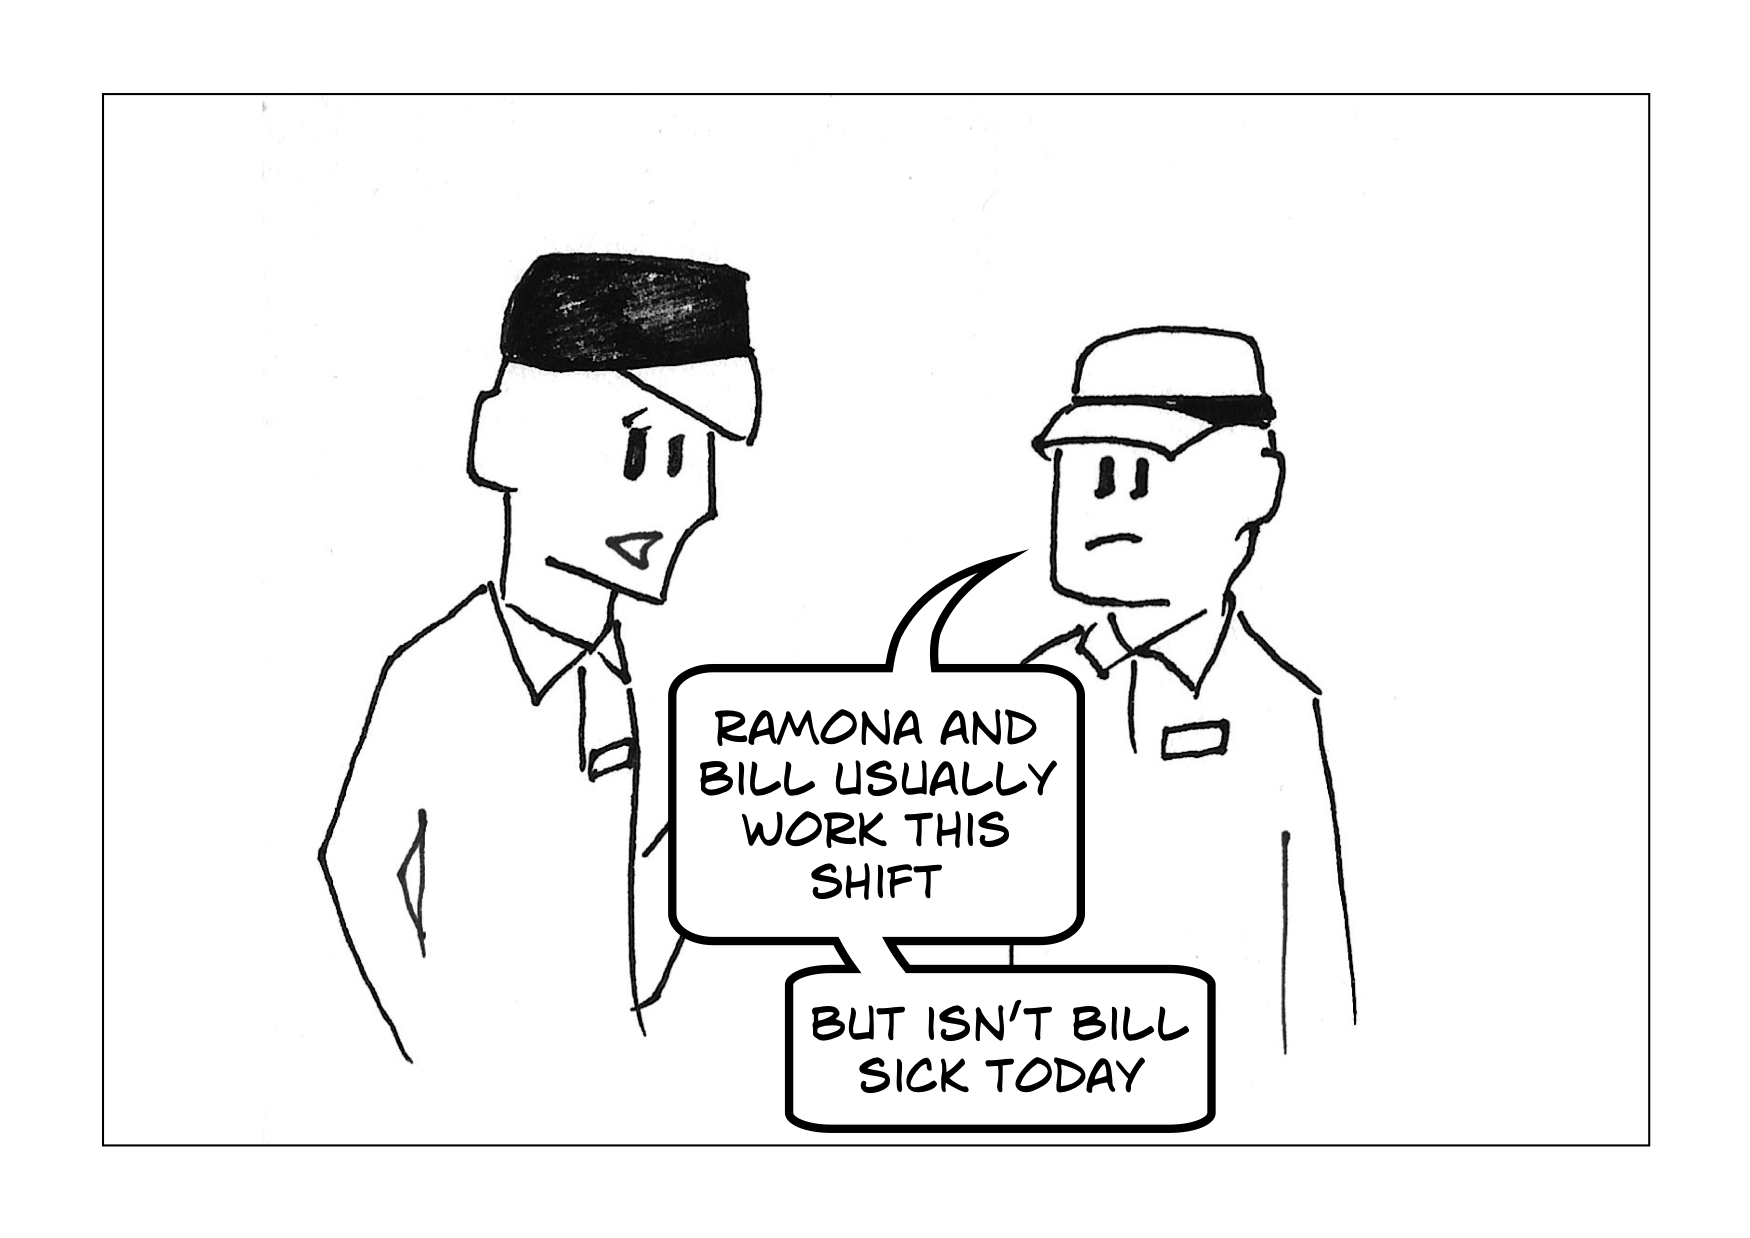 RAMONA AND
BILL USUALLY
WORK THIS
SHIFT
BUT ISN'T BILL
SICK TODAY